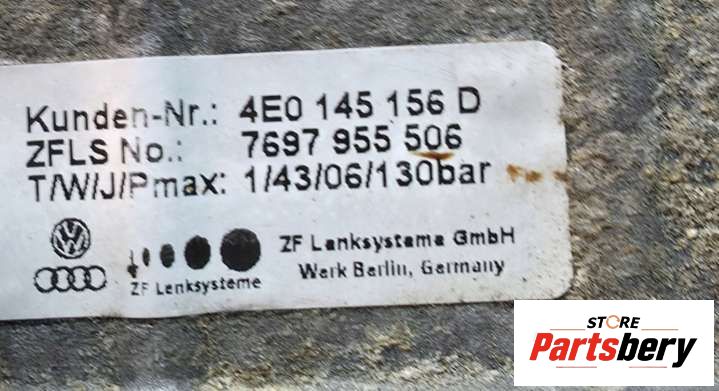 Kunden-Nr.: 4E0 145 156 D
ZFLS No.: 7697 955 506
T/W/J/Pmax: 1/43/06/130bar
ZF Lenksysteme GmbH
Werk Berlin, Germany
ZF Lenksysteme
STORE
Partsbery